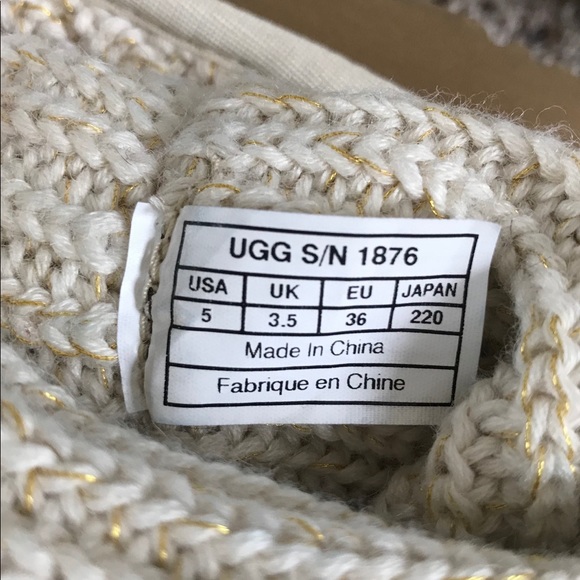 UGG S/N 1876
USA UK EU JAPAN
5 3.5 36 220
Made In China
Fabrique en Chine